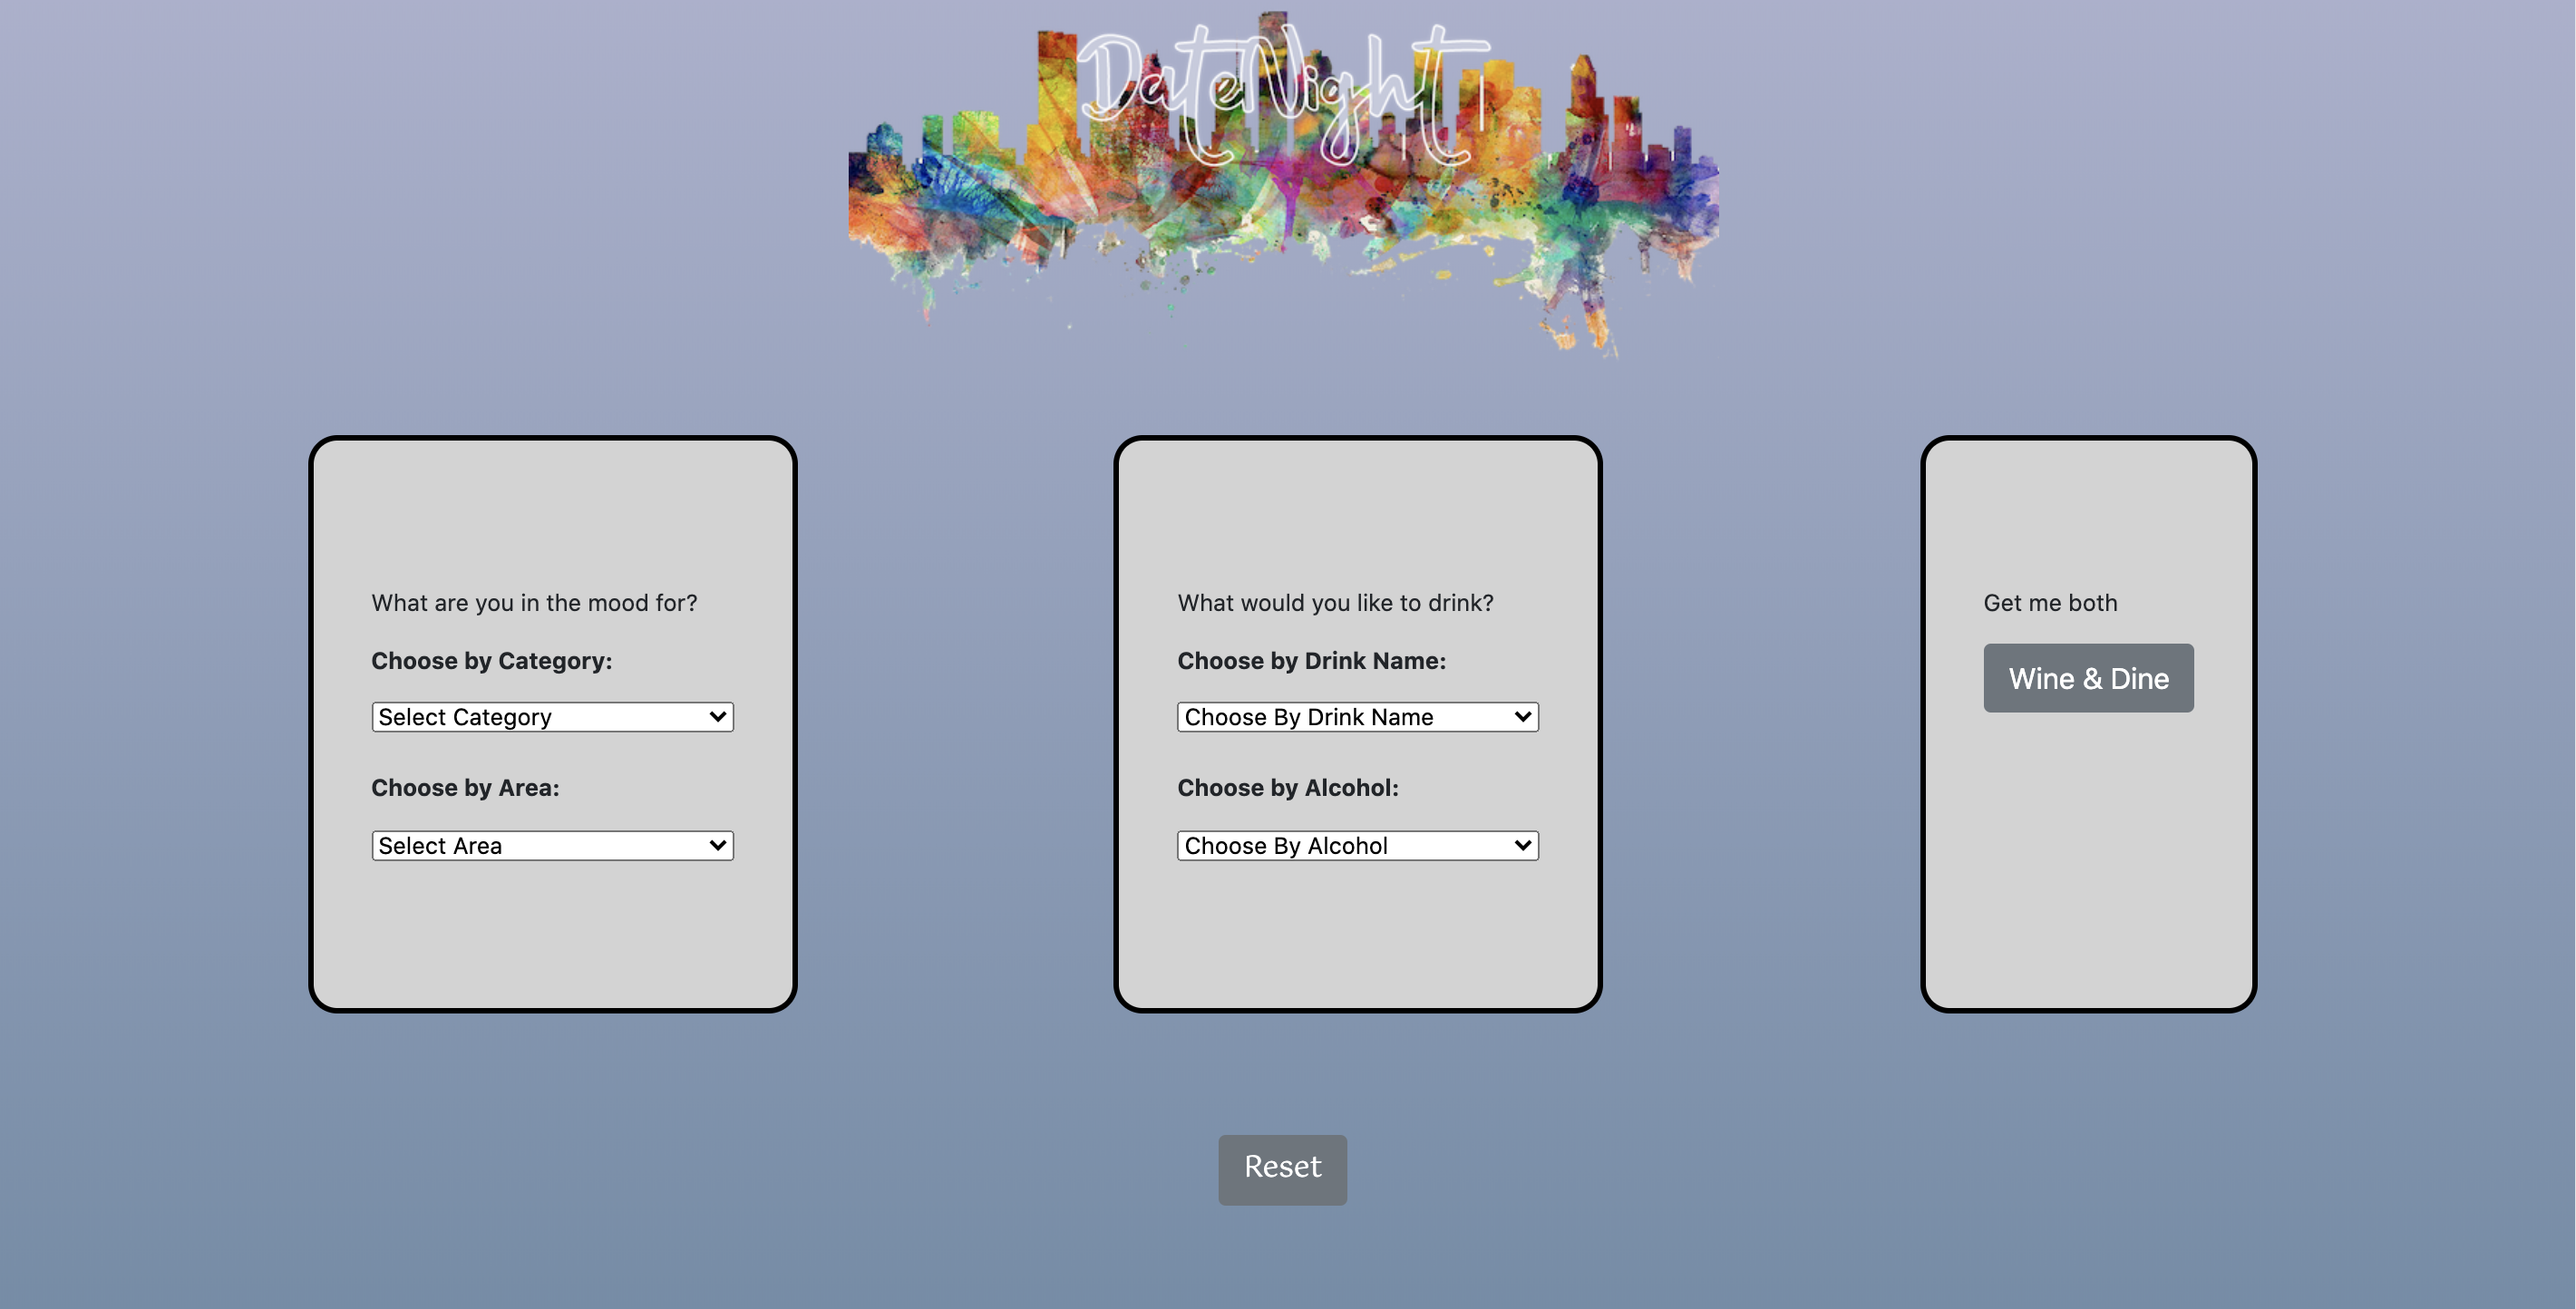 DateNight
What are you in the mood for?
Choose by Category:
Select Category
Choose by Area:
Select Area
What would you like to drink?
Choose by Drink Name:
Choose By Drink Name
Choose by Alcohol:
Choose By Alcohol
Get me both
Wine & Dine
Reset